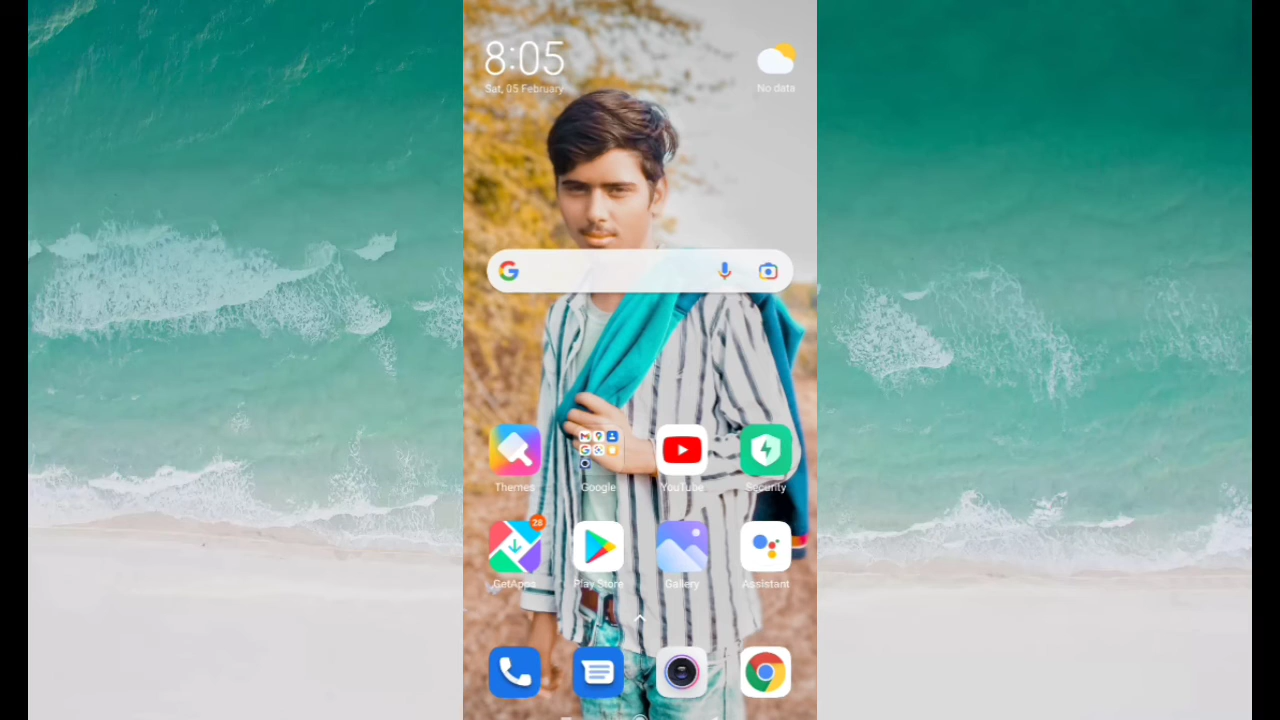 8:05
Sat, 05 February
No data
Themes
Google
YouTube
Security
28
GetApps
Play Store
Gallery
Assistant